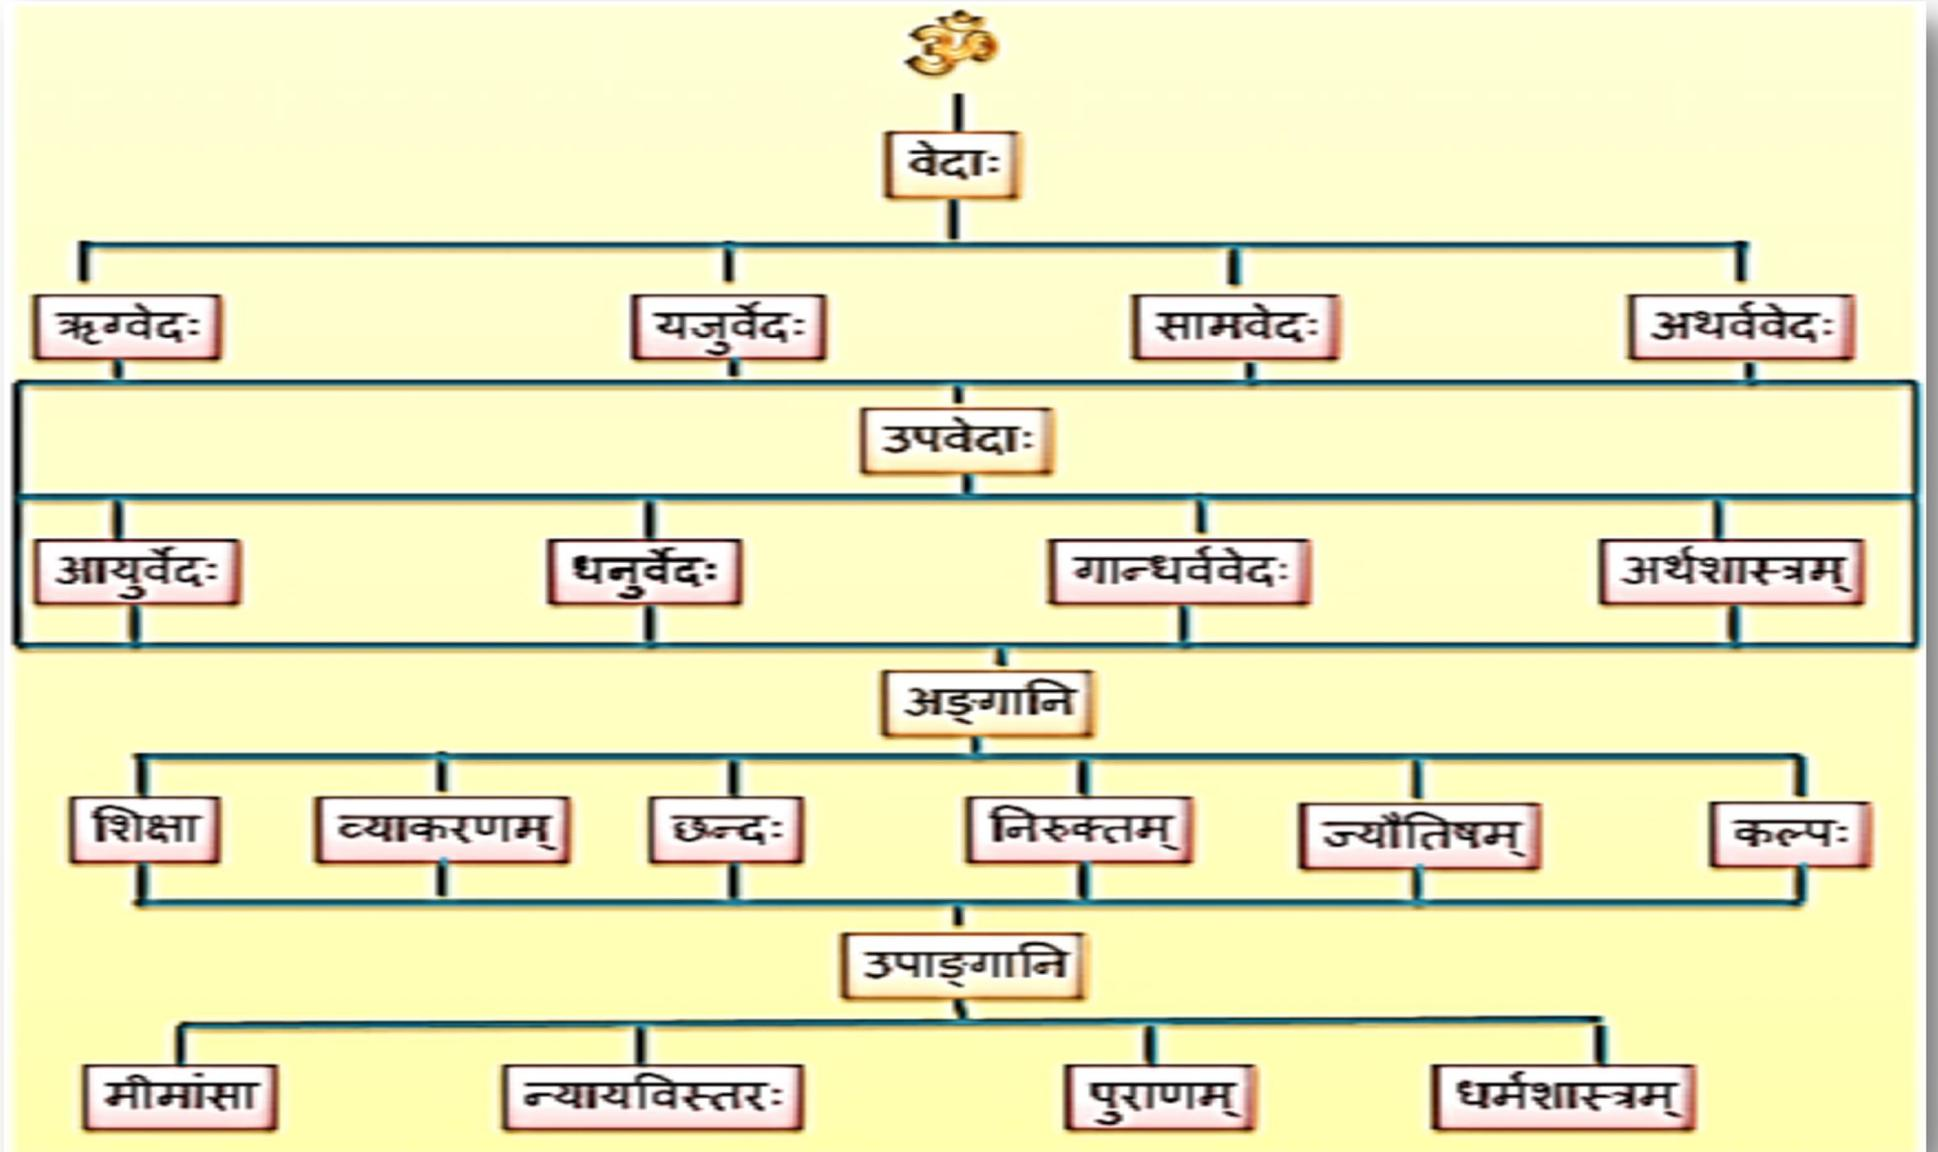 ॐ
वेदाः
ऋग्वेदः यजुर्वेदः सामवेदः अथर्ववेदः
उपवेदाः
आयुर्वेदः धनुर्वेदः गान्धर्ववेदः अर्थशास्त्रम्
अङ्गानि
शिक्षा व्याकरणम् छन्दः निरुक्तम् ज्यौतिषम् कल्पः
उपाङ्गानि
मीमांसा न्यायविस्तरः पुराणम् धर्मशास्त्रम्